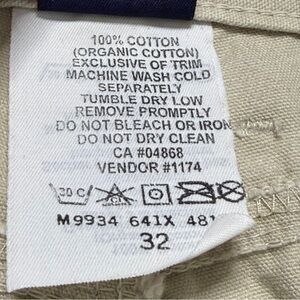 100% COTTON
(ORGANIC COTTON)
EXCLUSIVE OF TRIM
MACHINE WASH COLD
SEPARATELY
TUMBLE DRY LOW
REMOVE PROMPTLY
DO NOT BLEACH OR IRON
DO NOT DRY CLEAN
CA #04868
VENDOR #1174
30 C
M9934 641X 481
32